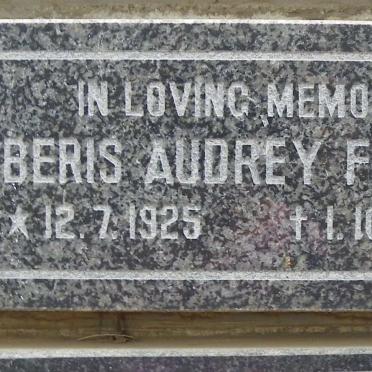 IN LOVING MEMO
BERIS AUDREY F
★ 12.7.1925 † 1.10